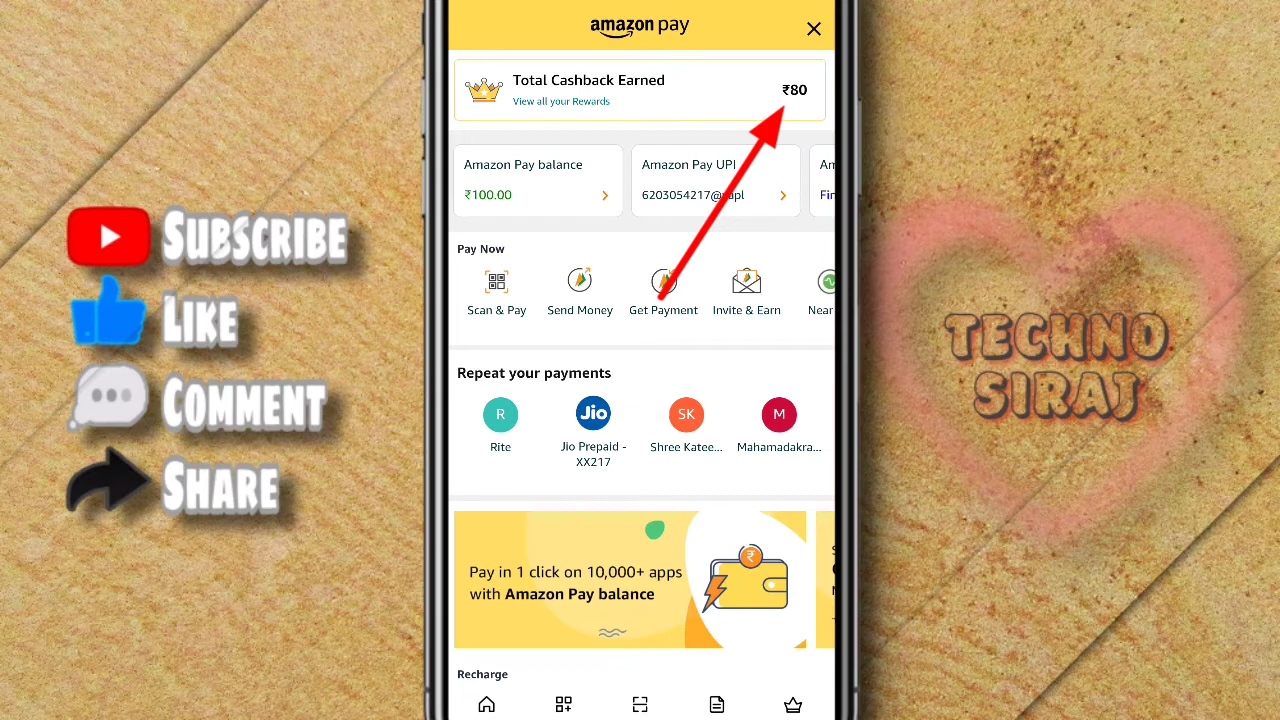 amazon pay
Total Cashback Earned
₹80
View all your Rewards
Amazon Pay balance
₹100.00
Amazon Pay UPI
Am
Fin
Pay Now
Scan & Pay
Send Money
Get Payment
Invite & Earn
Near
Repeat your payments
R
Jio
SK
M
Rite
Jio Prepaid -
XX217
Shree Katee...
Mahamadakra...
Pay in 1 click on 10,000+ apps
with Amazon Pay balance
Recharge
SUBSCRIBE
LIKE
COMMENT
SHARE
TECHNO
SIRAJ